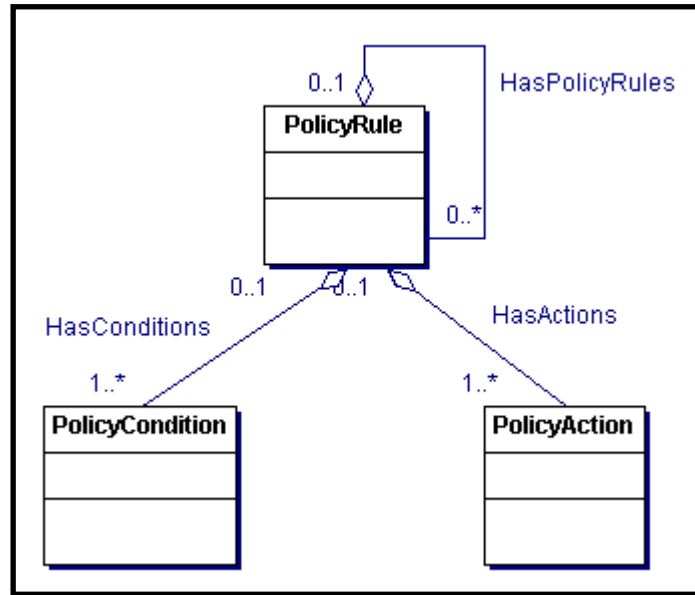 0..1
HasPolicyRules
PolicyRule
0..*
0..1
0..1
HasConditions
HasActions
1..*
1..*
PolicyCondition
PolicyAction